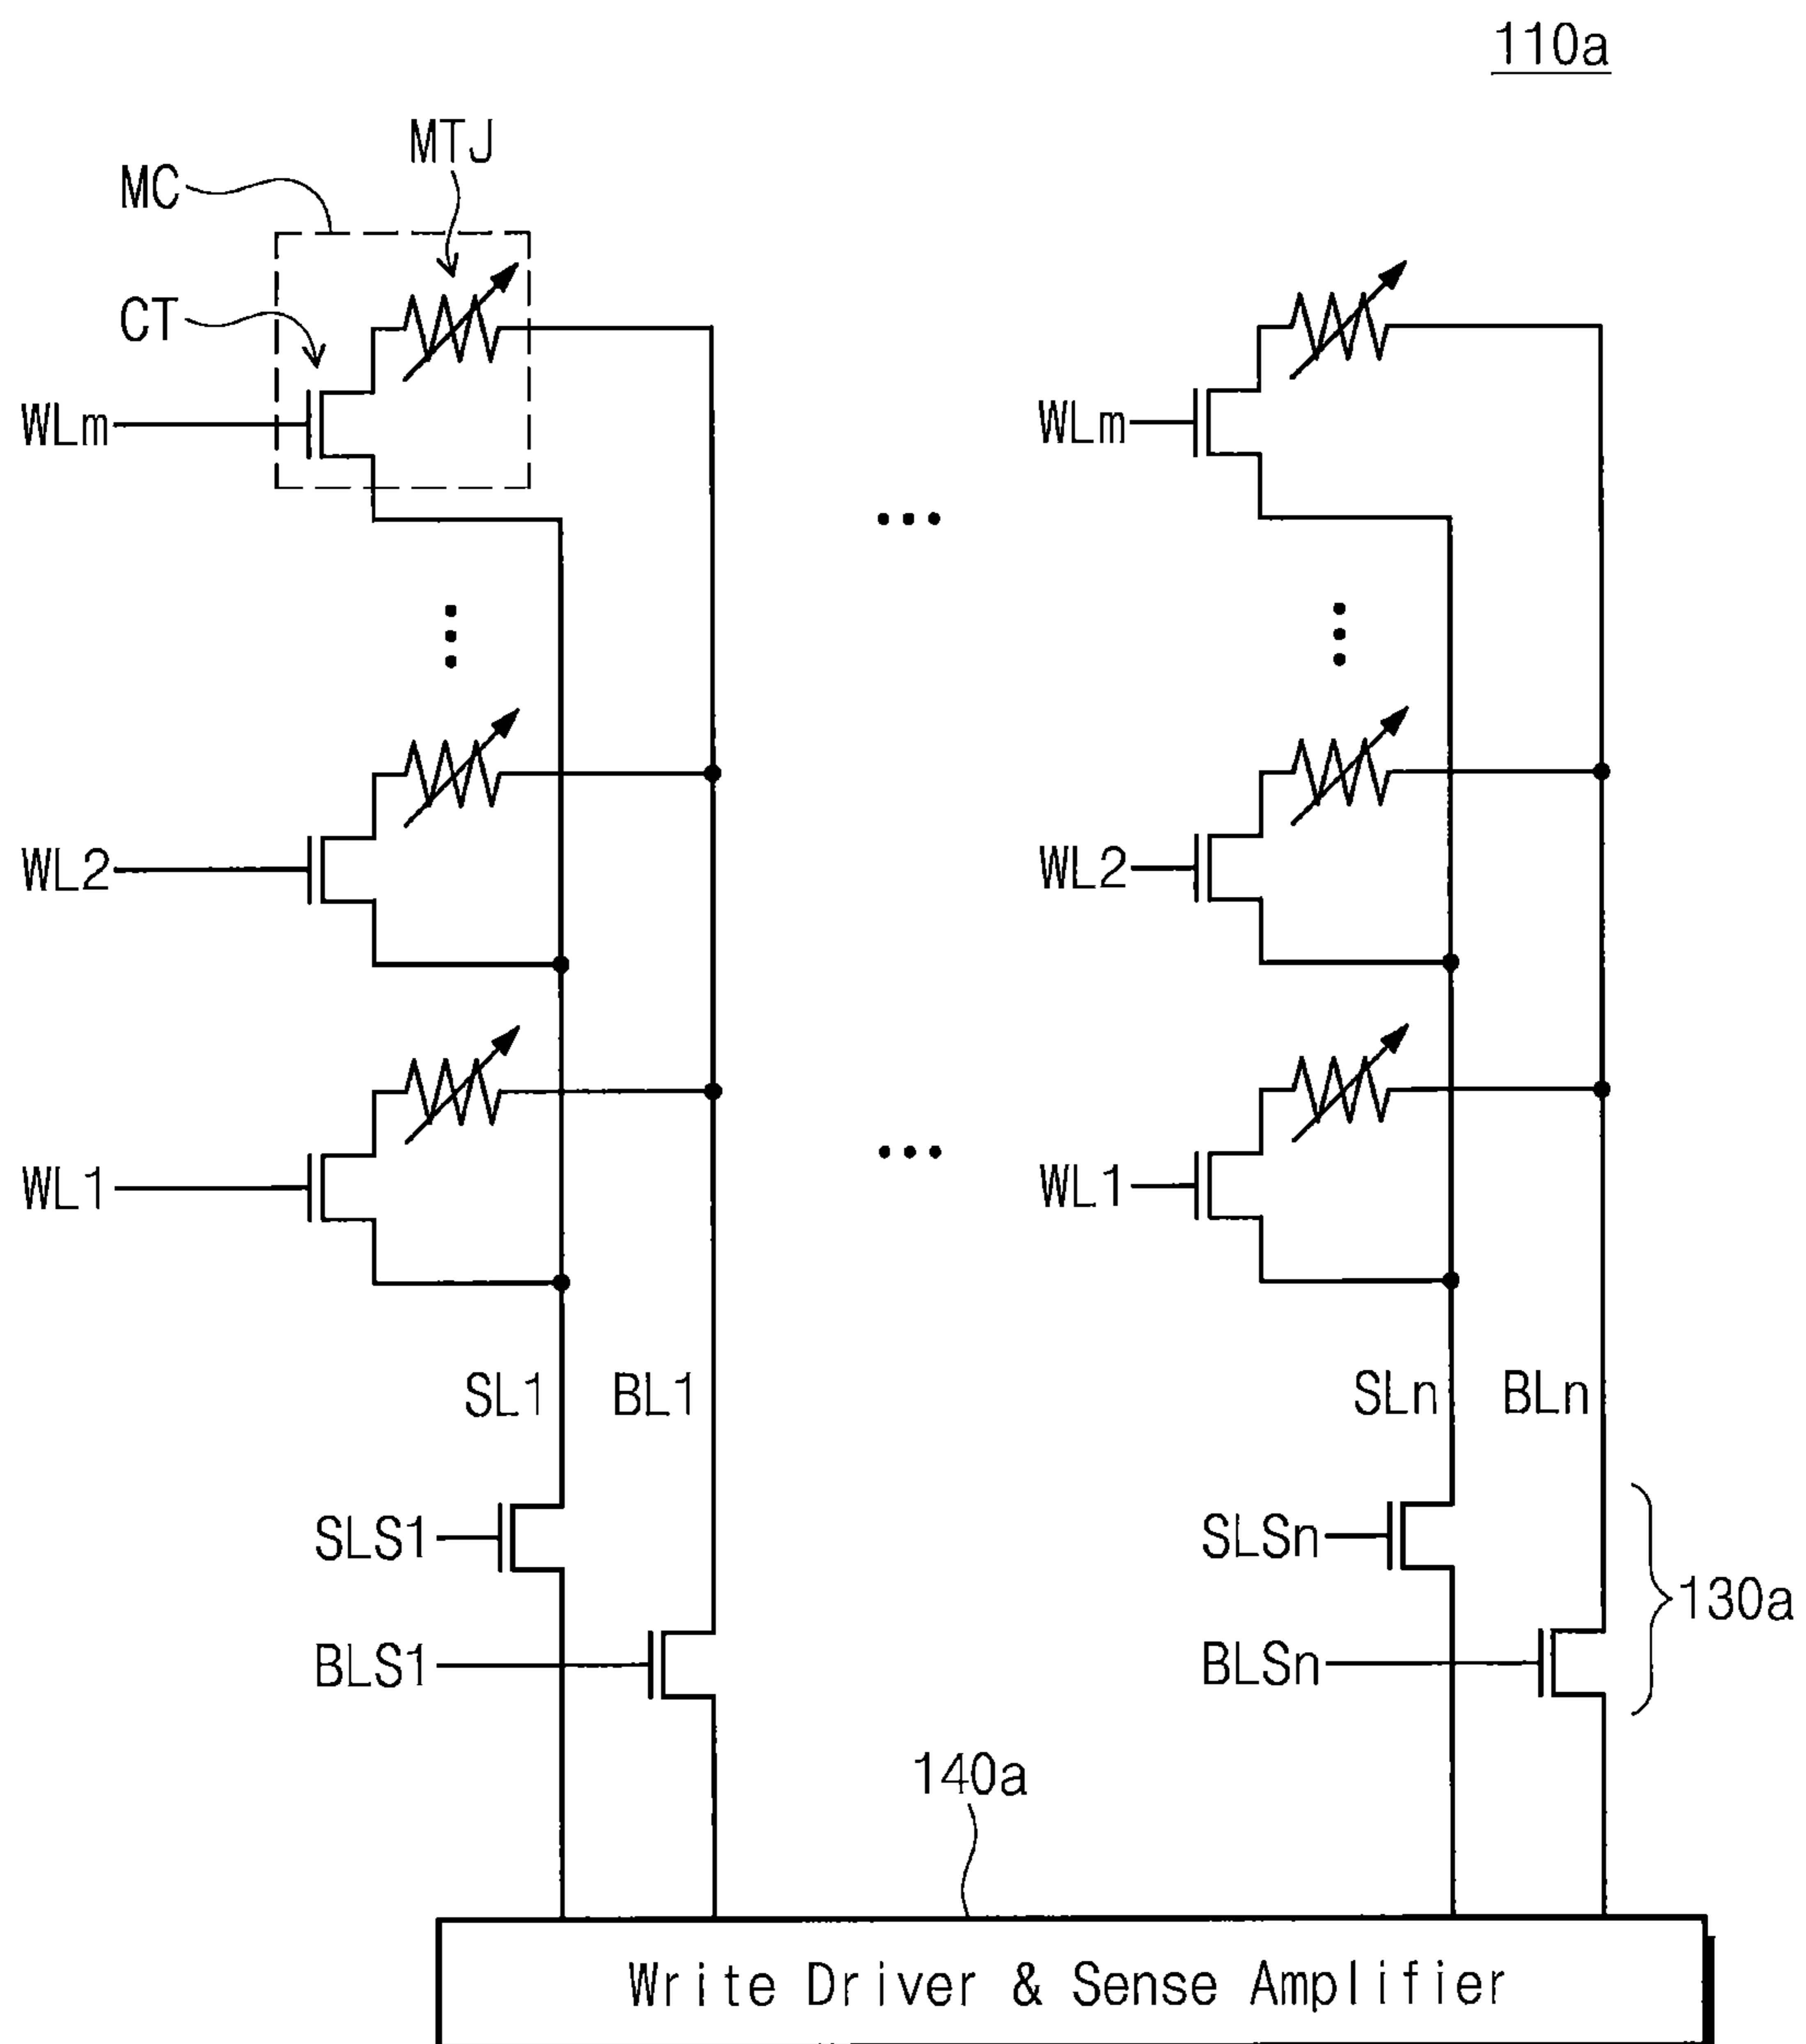 110a
MTJ
MC
CT
WLm
WLm
WL2
WL2
WL1
WL1
SL1
BL1
SLn
BLn
SLS1
SLSn
130a
BLS1
BLSn
140a
Write Driver & Sense Amplifier